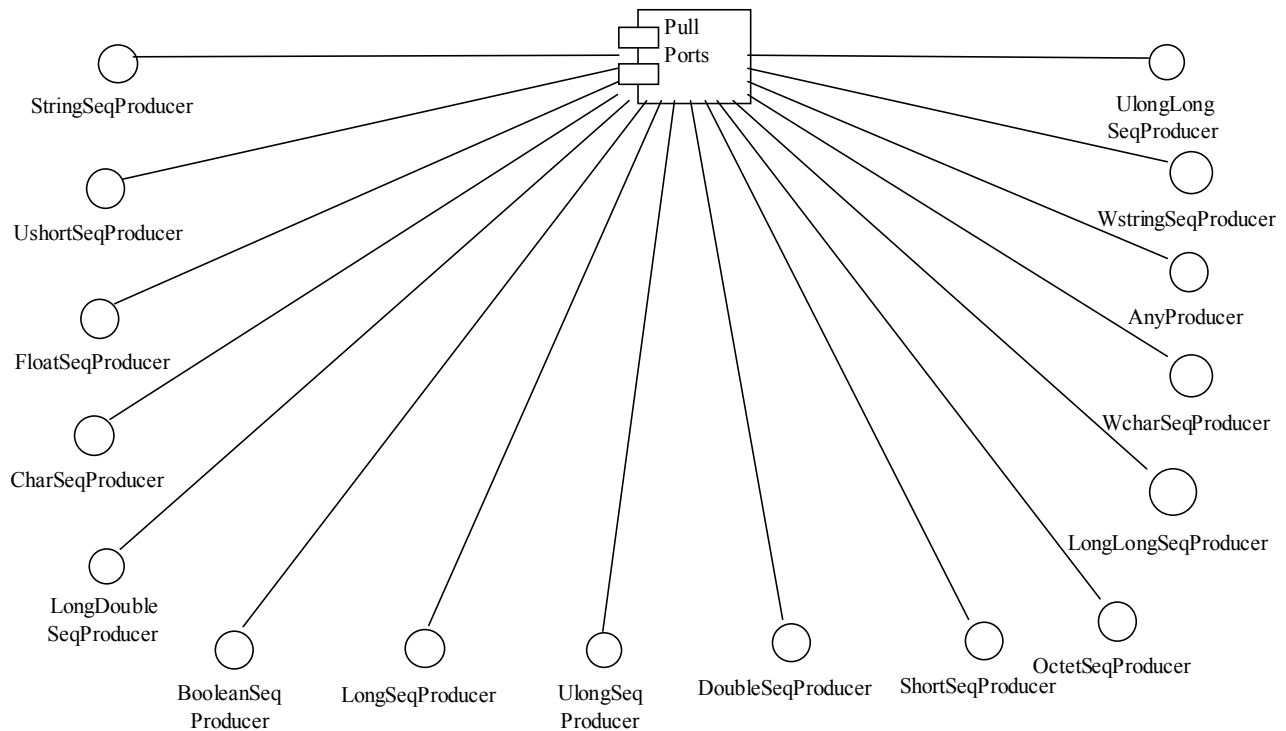 Pull
Ports
StringSeqProducer
UlongLong
SeqProducer
UshortSeqProducer
WstringSeqProducer
FloatSeqProducer
AnyProducer
CharSeqProducer
WcharSeqProducer
LongLongSeqProducer
LongDouble
SeqProducer
BooleanSeq
Producer
LongSeqProducer
UlongSeq
Producer
DoubleSeqProducer
ShortSeqProducer
OctetSeqProducer